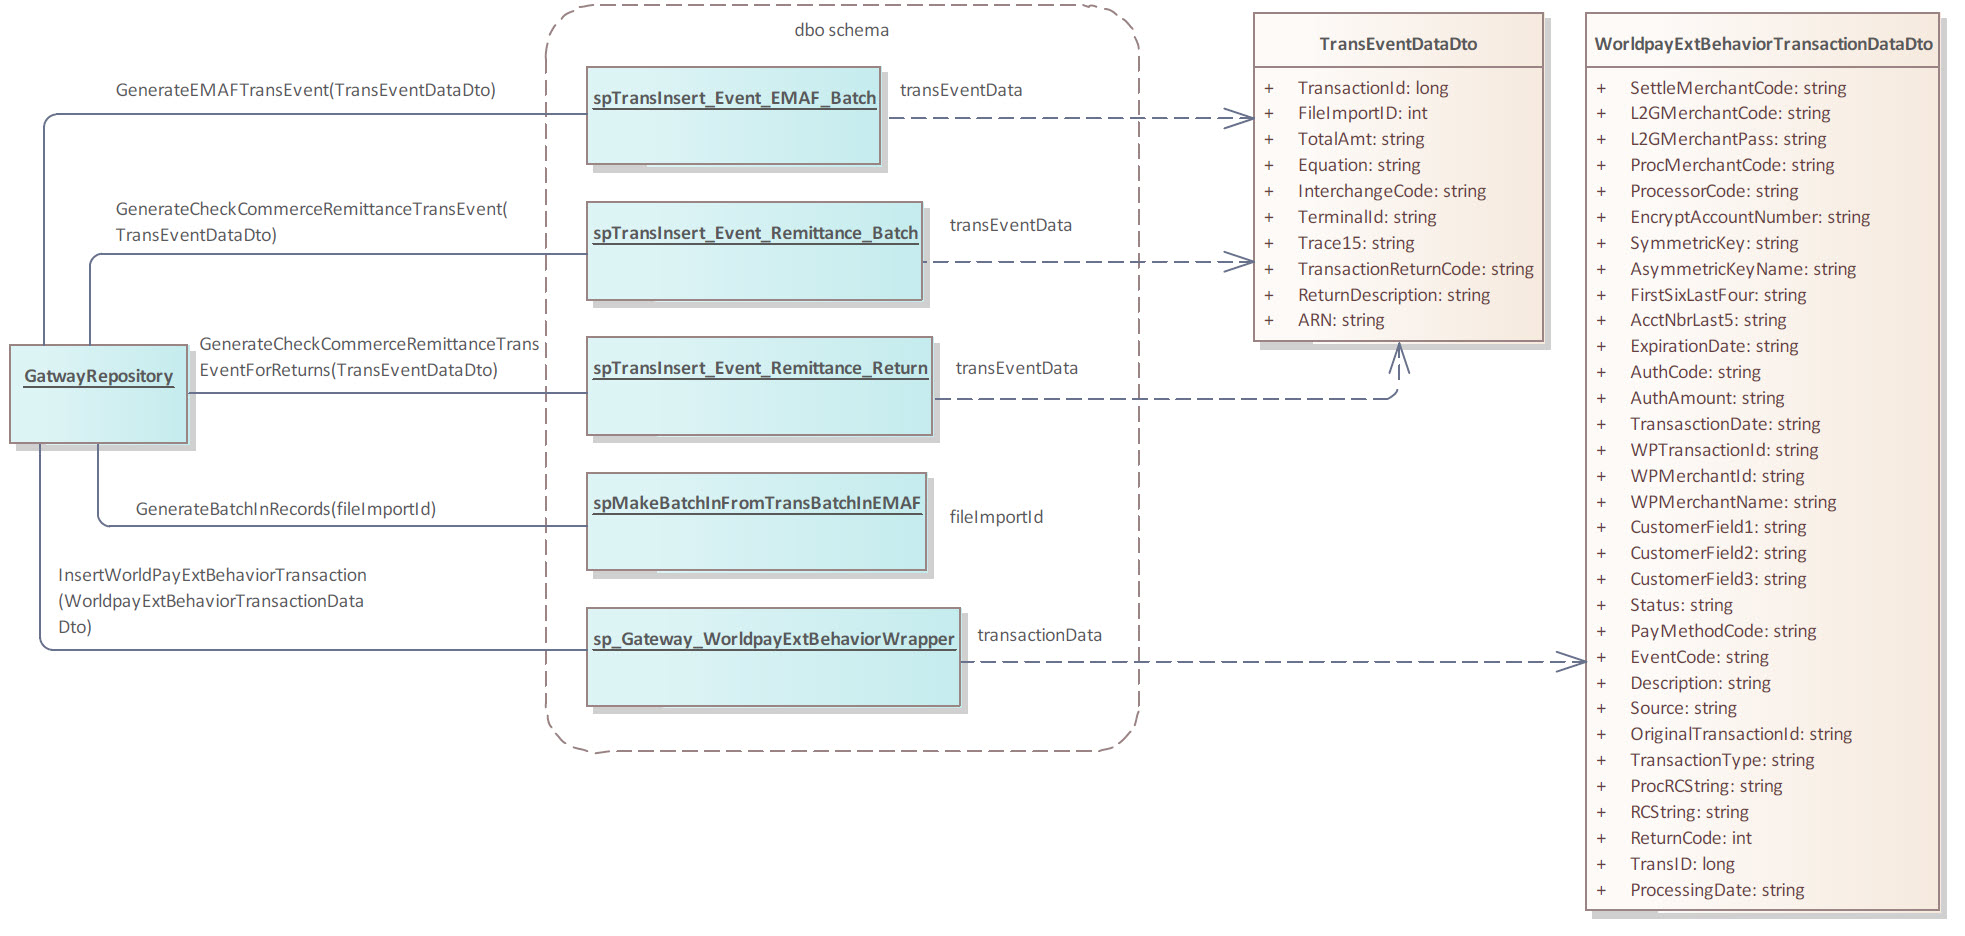 dbo schema
GenerateEMAFTransEvent(TransEventDataDto)
spTransInsert_Event_EMAF_Batch
transEventData
GenerateCheckCommerceRemittanceTransEvent(
TransEventDataDto)
spTransInsert_Event_Remittance_Batch
transEventData
GenerateCheckCommerceRemittanceTrans
EventForReturns(TransEventDataDto)
spTransInsert_Event_Remittance_Return
transEventData
GatwayRepository
GenerateBatchInRecords(fileImportId)
spMakeBatchInFromTransBatchInEMAF
fileImportId
InsertWorldPayExtBehaviorTransaction
(WorldpayExtBehaviorTransactionData
Dto)
sp_Gateway_WorldpayExtBehaviorWrapper
transactionData
TransEventDataDto
+ TransactionId: long
+ FileImportID: int
+ TotalAmt: string
+ Equation: string
+ InterchangeCode: string
+ TerminalId: string
+ Trace15: string
+ TransactionReturnCode: string
+ ReturnDescription: string
+ ARN: string
WorldpayExtBehaviorTransactionDataDto
+ SettleMerchantCode: string
+ L2GMerchantCode: string
+ L2GMerchantPass: string
+ ProcMerchantCode: string
+ ProcessorCode: string
+ EncryptAccountNumber: string
+ SymmetricKey: string
+ AsymmetricKeyName: string
+ FirstSixLastFour: string
+ AcctNbrLast5: string
+ ExpirationDate: string
+ AuthCode: string
+ AuthAmount: string
+ TransasctionDate: string
+ WPTransactionId: string
+ WPMerchantId: string
+ WPMerchantName: string
+ CustomerField1: string
+ CustomerField2: string
+ CustomerField3: string
+ Status: string
+ PayMethodCode: string
+ EventCode: string
+ Description: string
+ Source: string
+ OriginalTransactionId: string
+ TransactionType: string
+ ProcRCString: string
+ RCString: string
+ ReturnCode: int
+ TransID: long
+ ProcessingDate: string